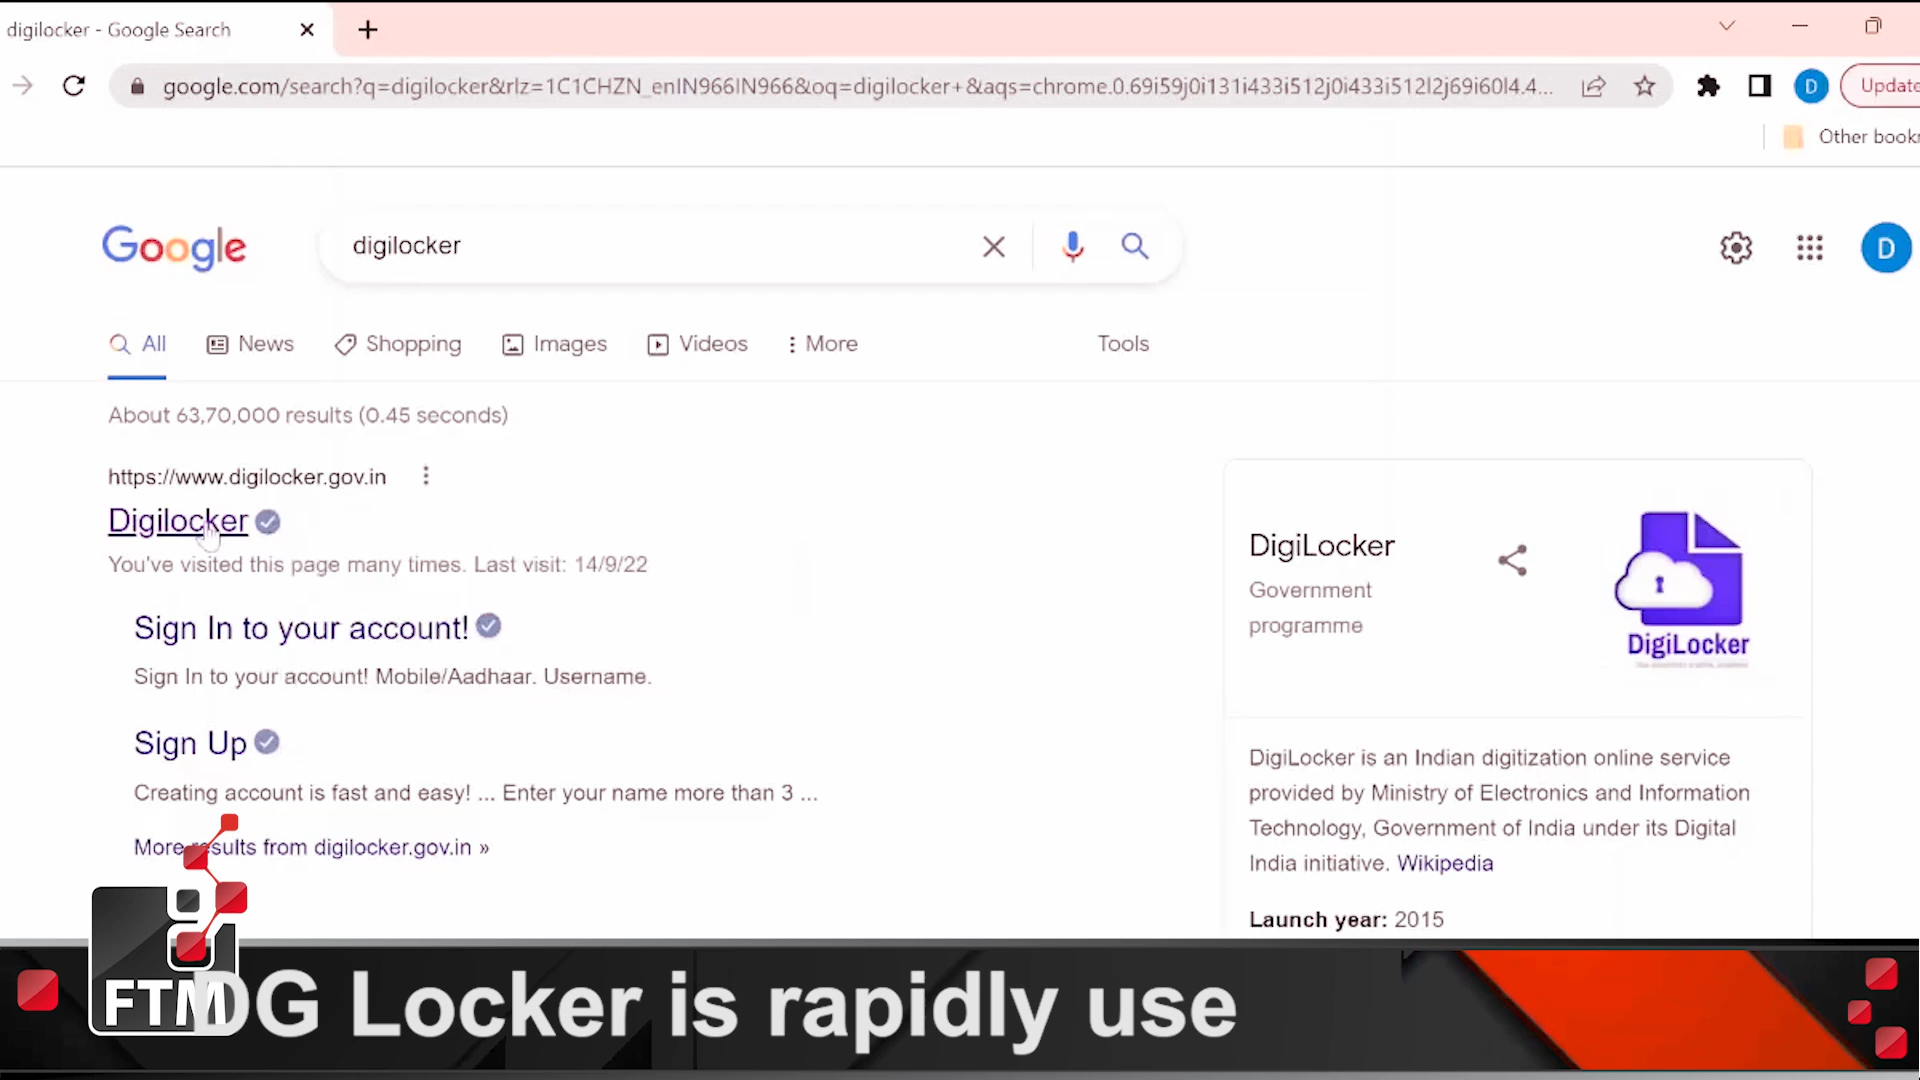 digilocker - Google Search
google.com/search?q=digilocker&rlz=1C1CHZN_enIN966IN966&oq=digilocker+&aqs=chrome.0.69i59j0i131i433i512j0i433i512l2j69i60l4.4...
D
Update
Other bookr
Google
digilocker
D
All
News
Shopping
Images
Videos
More
Tools
About 63,70,000 results (0.45 seconds)
https://www.digilocker.gov.in
Digilocker
You've visited this page many times. Last visit: 14/9/22
Sign In to your account!
Sign In to your account! Mobile/Aadhaar. Username.
Sign Up
Creating account is fast and easy! ... Enter your name more than 3 ...
More results from digilocker.gov.in »
DigiLocker
Government
programme
DigiLocker
DigiLocker is an Indian digitization online service
provided by Ministry of Electronics and Information
Technology, Government of India under its Digital
India initiative. Wikipedia
Launch year: 2015
FTM
DG Locker is rapidly use